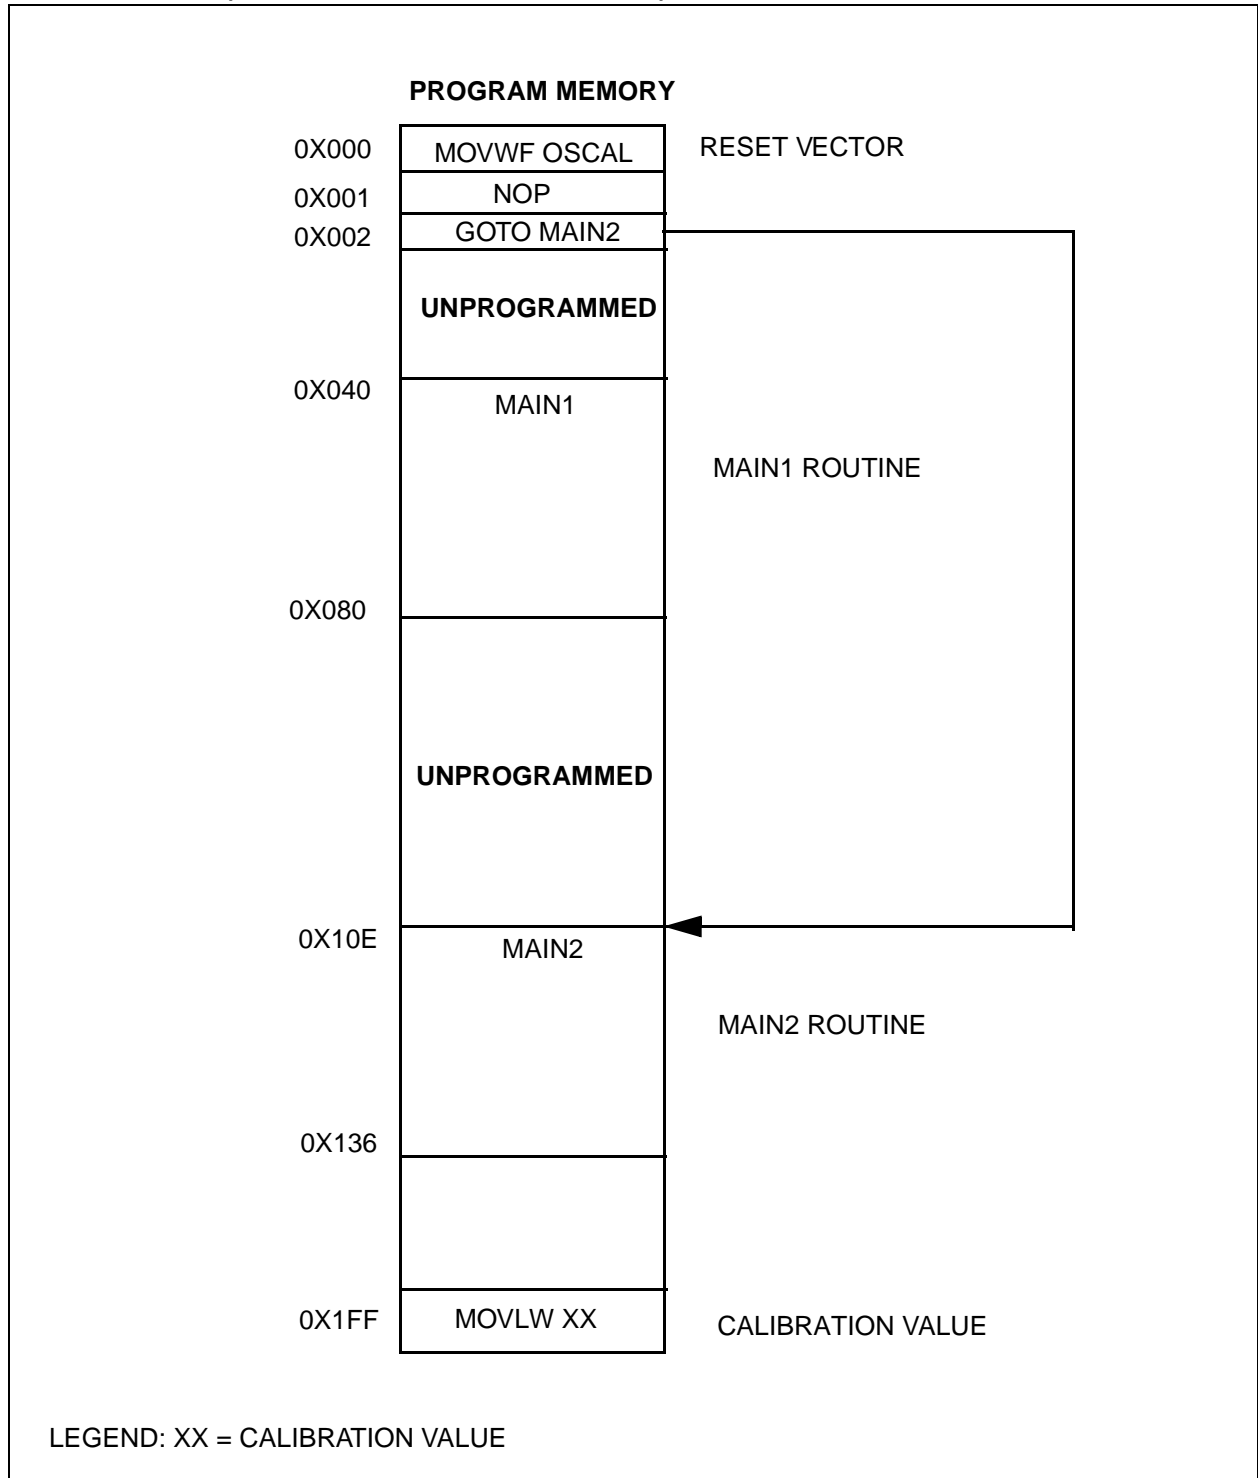 PROGRAM MEMORY
0X000 MOVWF OSCAL RESET VECTOR
0X001 NOP
0X002 GOTO MAIN2
UNPROGRAMMED
0X040 MAIN1
MAIN1 ROUTINE
0X080
UNPROGRAMMED
0X10E MAIN2
MAIN2 ROUTINE
0X136
0X1FF MOVLW XX CALIBRATION VALUE
LEGEND: XX = CALIBRATION VALUE